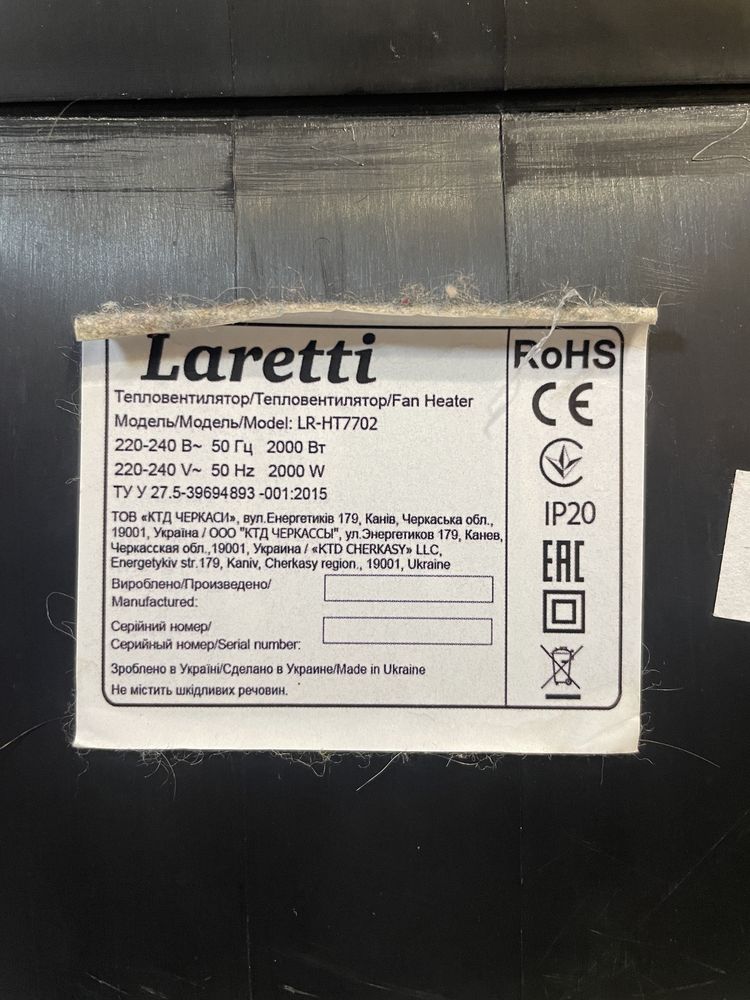 Laretti
Тепловентилятор/Тепловентилятор/Fan Heater
Модель/Модель/Model: LR-HT7702
220-240 В~ 50 Гц 2000 Вт
220-240 V~ 50 Hz 2000 W
ТУ У 27.5-39694893 -001:2015
ТОВ «КТД ЧЕРКАСИ», вул.Енергетиків 179, Канів, Черкаська обл.,
19001, Україна / ООО "КТД ЧЕРКАССЫ", ул.Энергетиков 179, Канев,
Черкасская обл.,19001, Украина / «KTD CHERKASY» LLC,
Energetykiv str.179, Kaniv, Cherkasy region., 19001, Ukraine
Вироблено/Произведено/
Manufactured:
Серійний номер/
Серийный номер/Serial number:
Зроблено в Україні/Сделано в Украине/Made in Ukraine
Не містить шкідливих речовин.
RoHS
CE
IP20
EAC